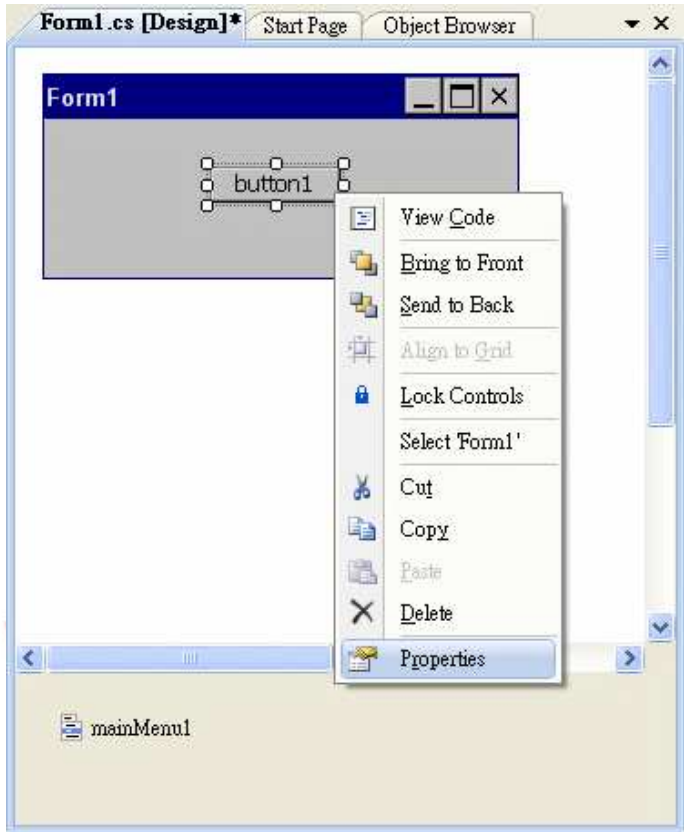 Form1.cs [Design]* Start Page Object Browser
Form1
button1
View Code
Bring to Front
Send to Back
Align to Grid
Lock Controls
Select 'Form1'
Cut
Copy
Paste
Delete
Properties
mainMenu1